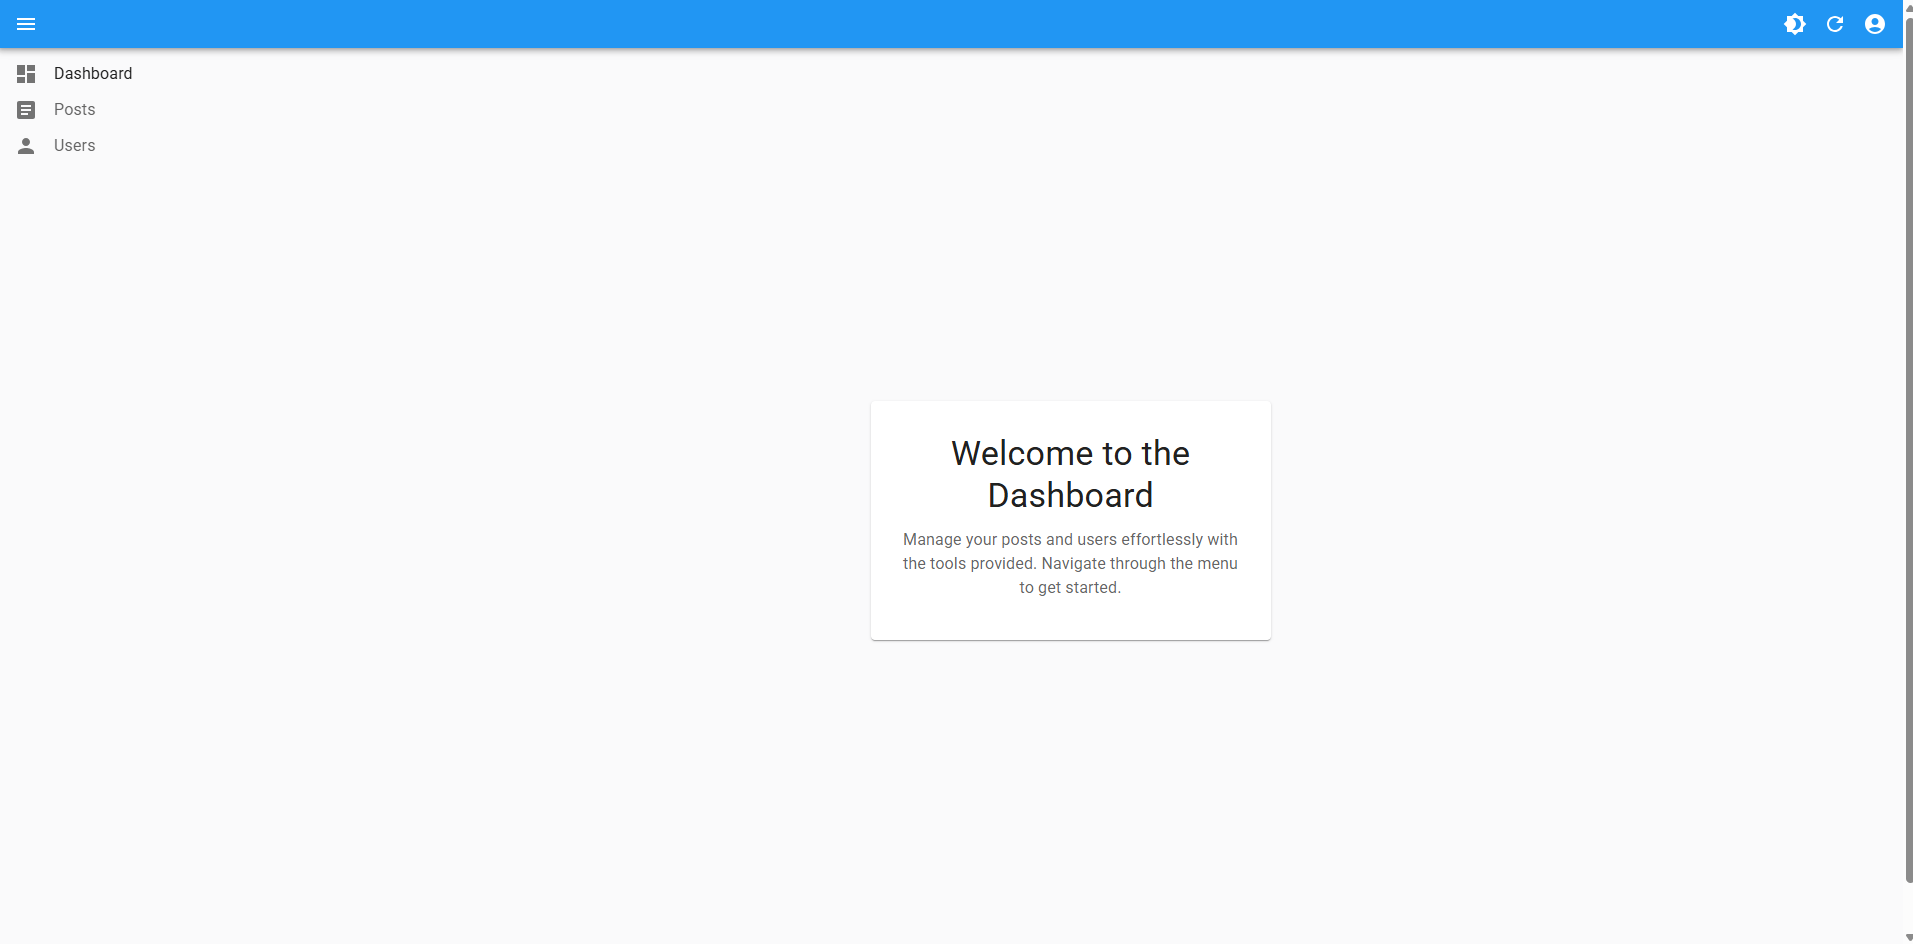 Dashboard
Posts
Users
Welcome to the
Dashboard
Manage your posts and users effortlessly with
the tools provided. Navigate through the menu
to get started.